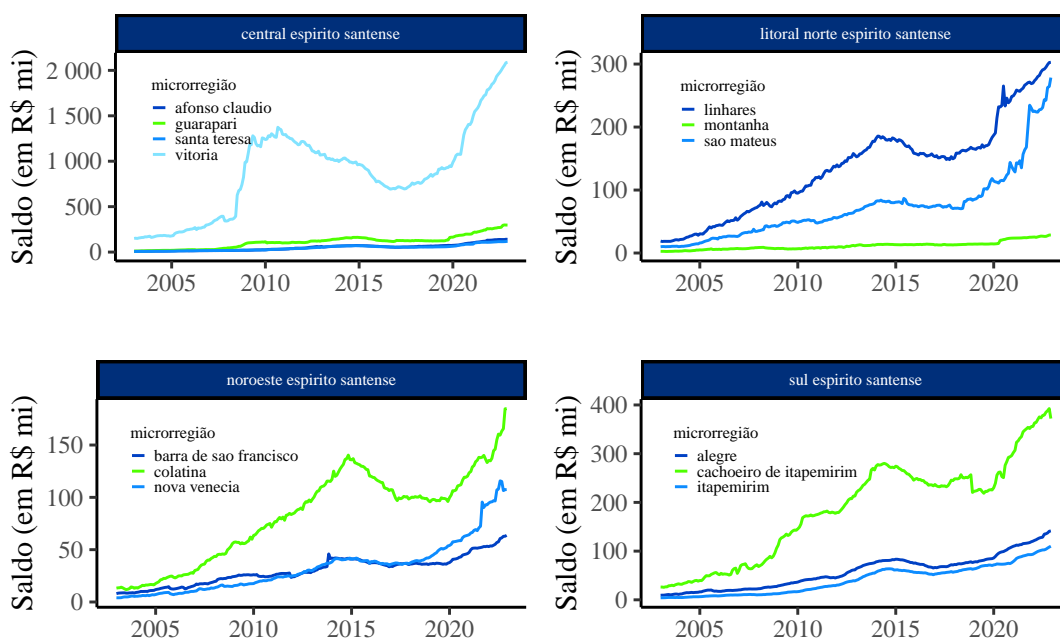 central espirito santense
Saldo (em R$ mi)
2 000
1 500
1 000
500
0
microrregião
afonso claudio
guarapari
santa teresa
vitoria
2005 2010 2015 2020
litoral norte espirito santense
Saldo (em R$ mi)
300
200
100
0
microrregião
linhares
montanha
sao mateus
2005 2010 2015 2020
noroeste espirito santense
Saldo (em R$ mi)
150
100
50
0
microrregião
barra de sao francisco
colatina
nova venecia
2005 2010 2015 2020
sul espirito santense
Saldo (em R$ mi)
400
300
200
100
0
microrregião
alegre
cachoeiro de itapemirim
itapemirim
2005 2010 2015 2020